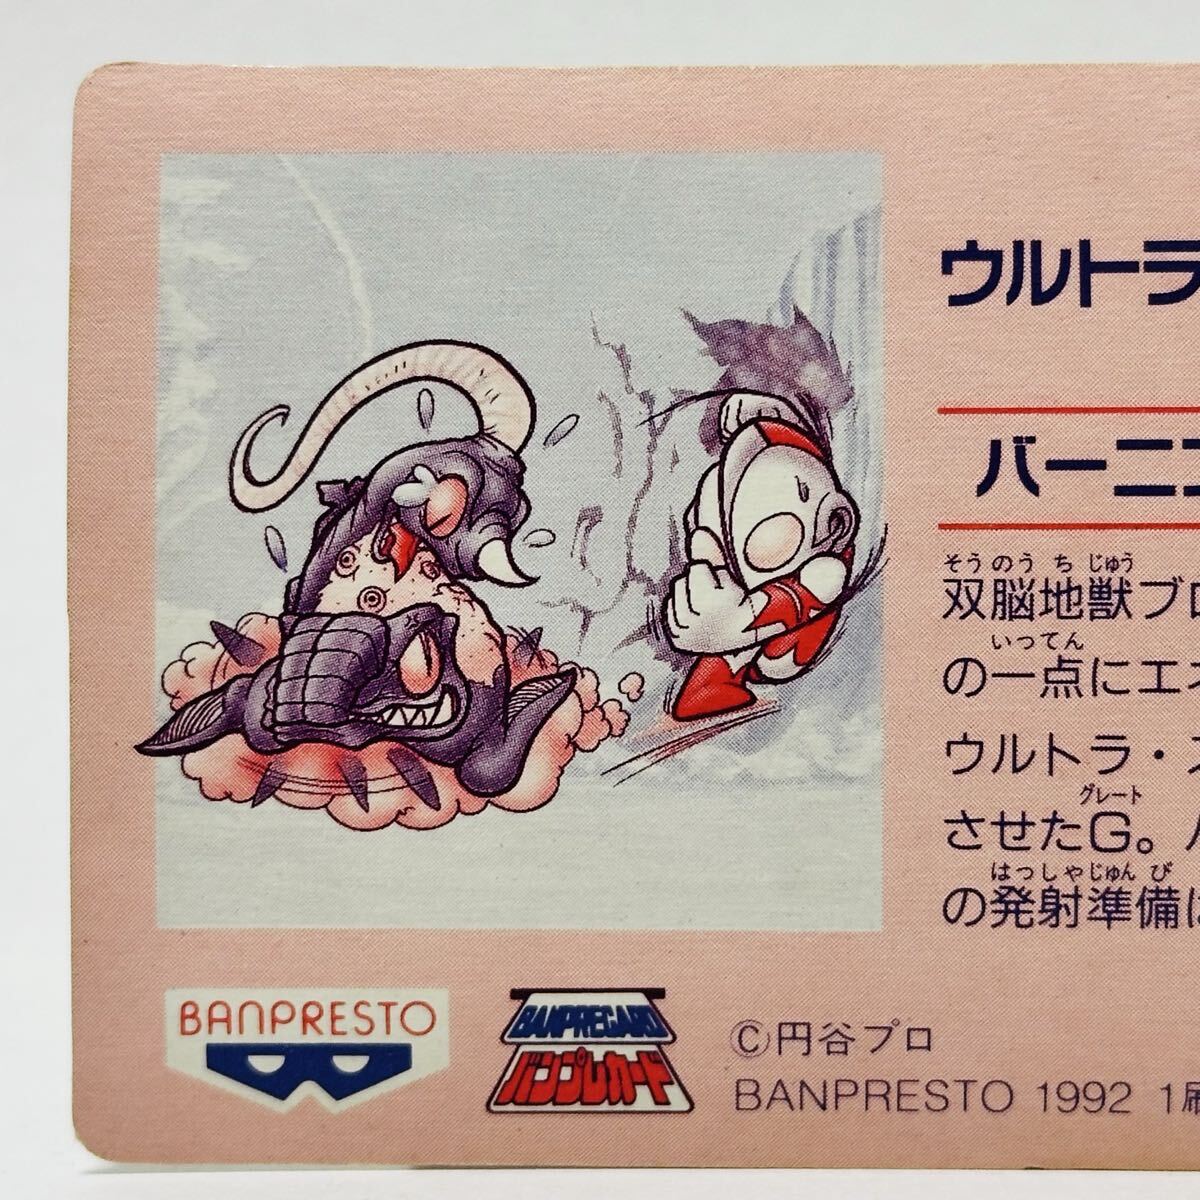 ウルトラ
バーニ
そうのうちじゅう
双脳地獣ブ
いってん
の一点にエネ
ウルトラ・
グレート
させたG。
はっしゃじゅんび
の発射準備
BANPRESTO
BANPRECARD
バンプレカード
©円谷プロ
BANPRESTO 1992 1刷